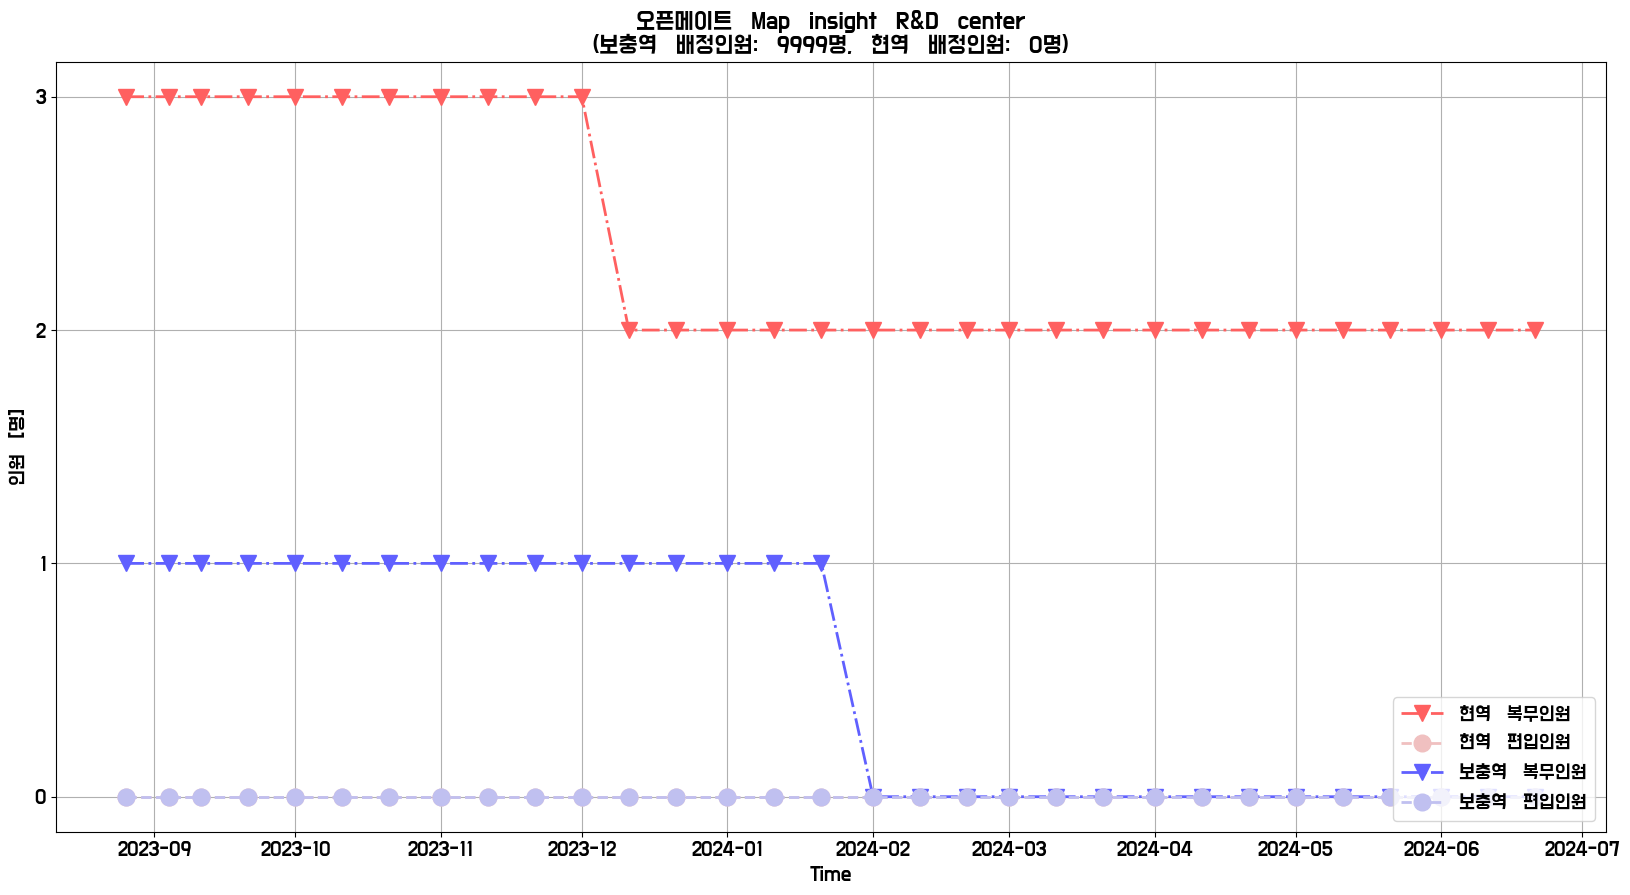 오픈메이트 Map insight R&D center
(보충역 배정인원: 9999명, 현역 배정인원: 0명)
인원 [명]
3
2
1
0
현역 복무인원
현역 편입인원
보충역 복무인원
보충역 편입인원
2023-09 2023-10 2023-11 2023-12 2024-01 2024-02 2024-03 2024-04 2024-05 2024-06 2024-07
Time